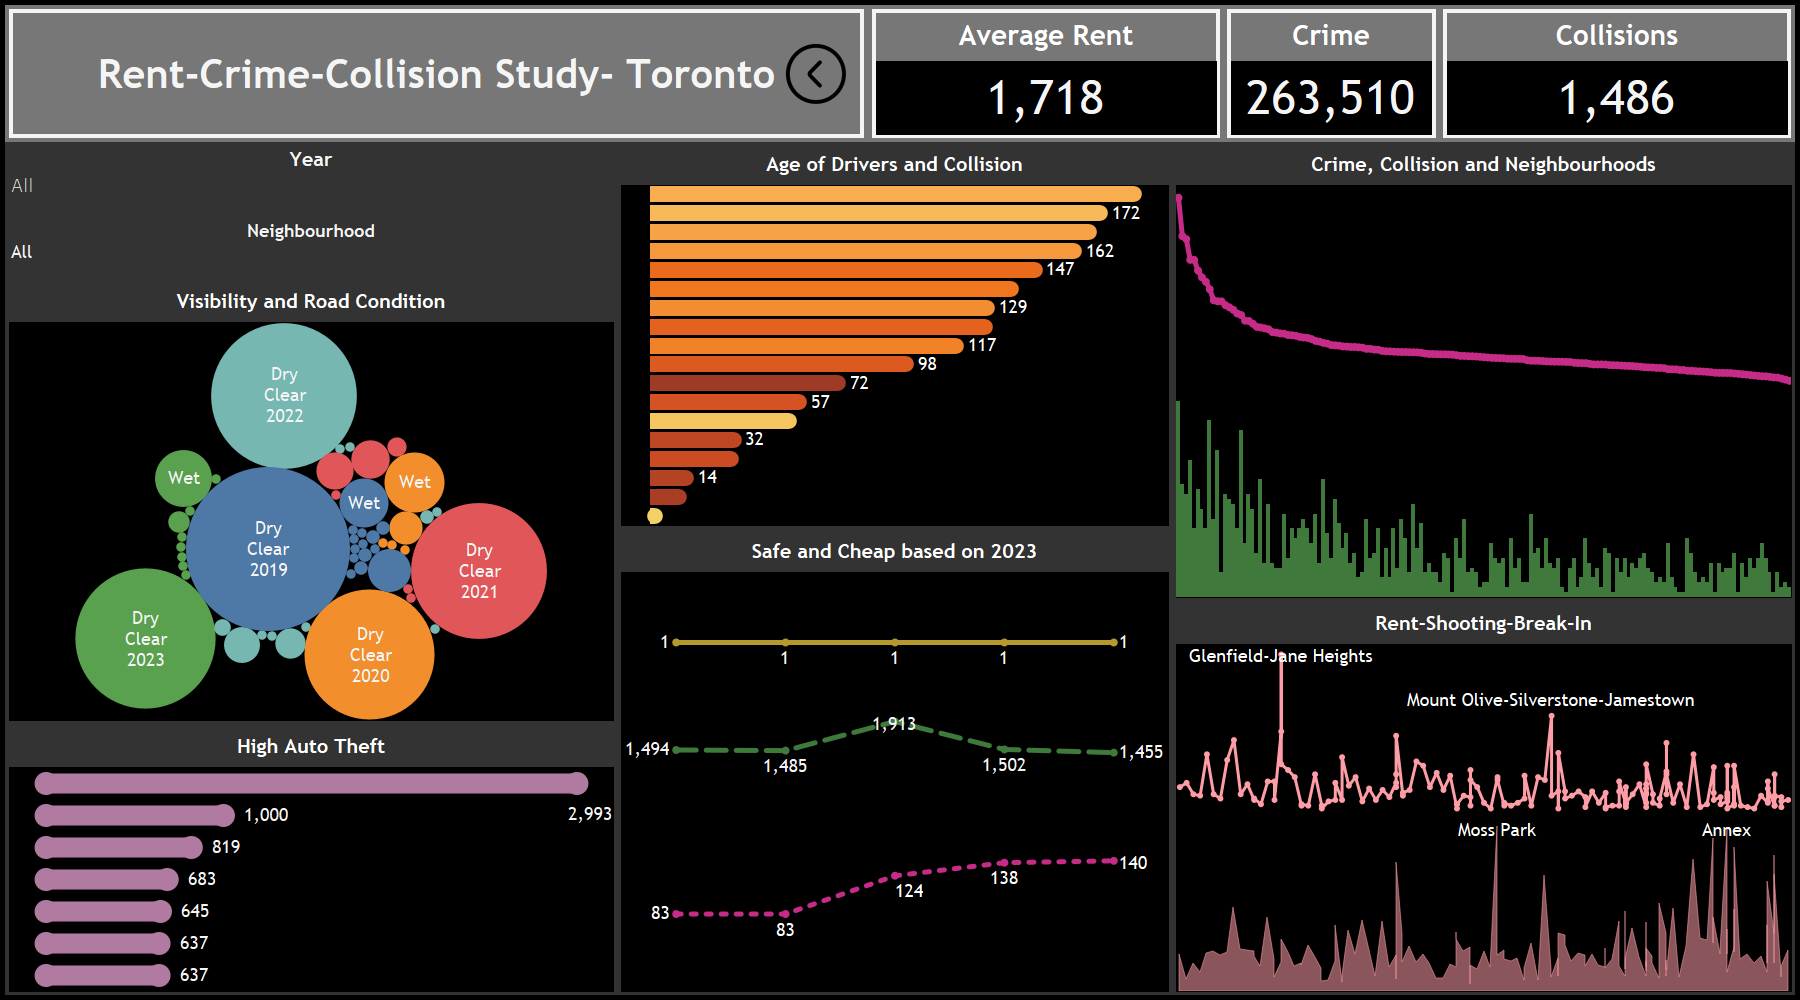 Rent-Crime-Collision Study- Toronto
Average Rent
1,718
Crime
263,510
Collisions
1,486
Year
All
Neighbourhood
All
Visibility and Road Condition
Dry
Clear
2022
Wet
Wet
Wet
Dry
Clear
2019
Dry
Clear
2021
Dry
Clear
2023
Dry
Clear
2020
High Auto Theft
2,993
1,000
819
683
645
637
637
Age of Drivers and Collision
172
162
147
129
117
98
72
57
32
14
Safe and Cheap based on 2023
1
1
1
1
1
1,494
1,485
1,913
1,502
1,455
83
83
124
138
140
Crime, Collision and Neighbourhoods
Rent-Shooting-Break-In
Glenfield-Jane Heights
Mount Olive-Silverstone-Jamestown
Moss Park
Annex